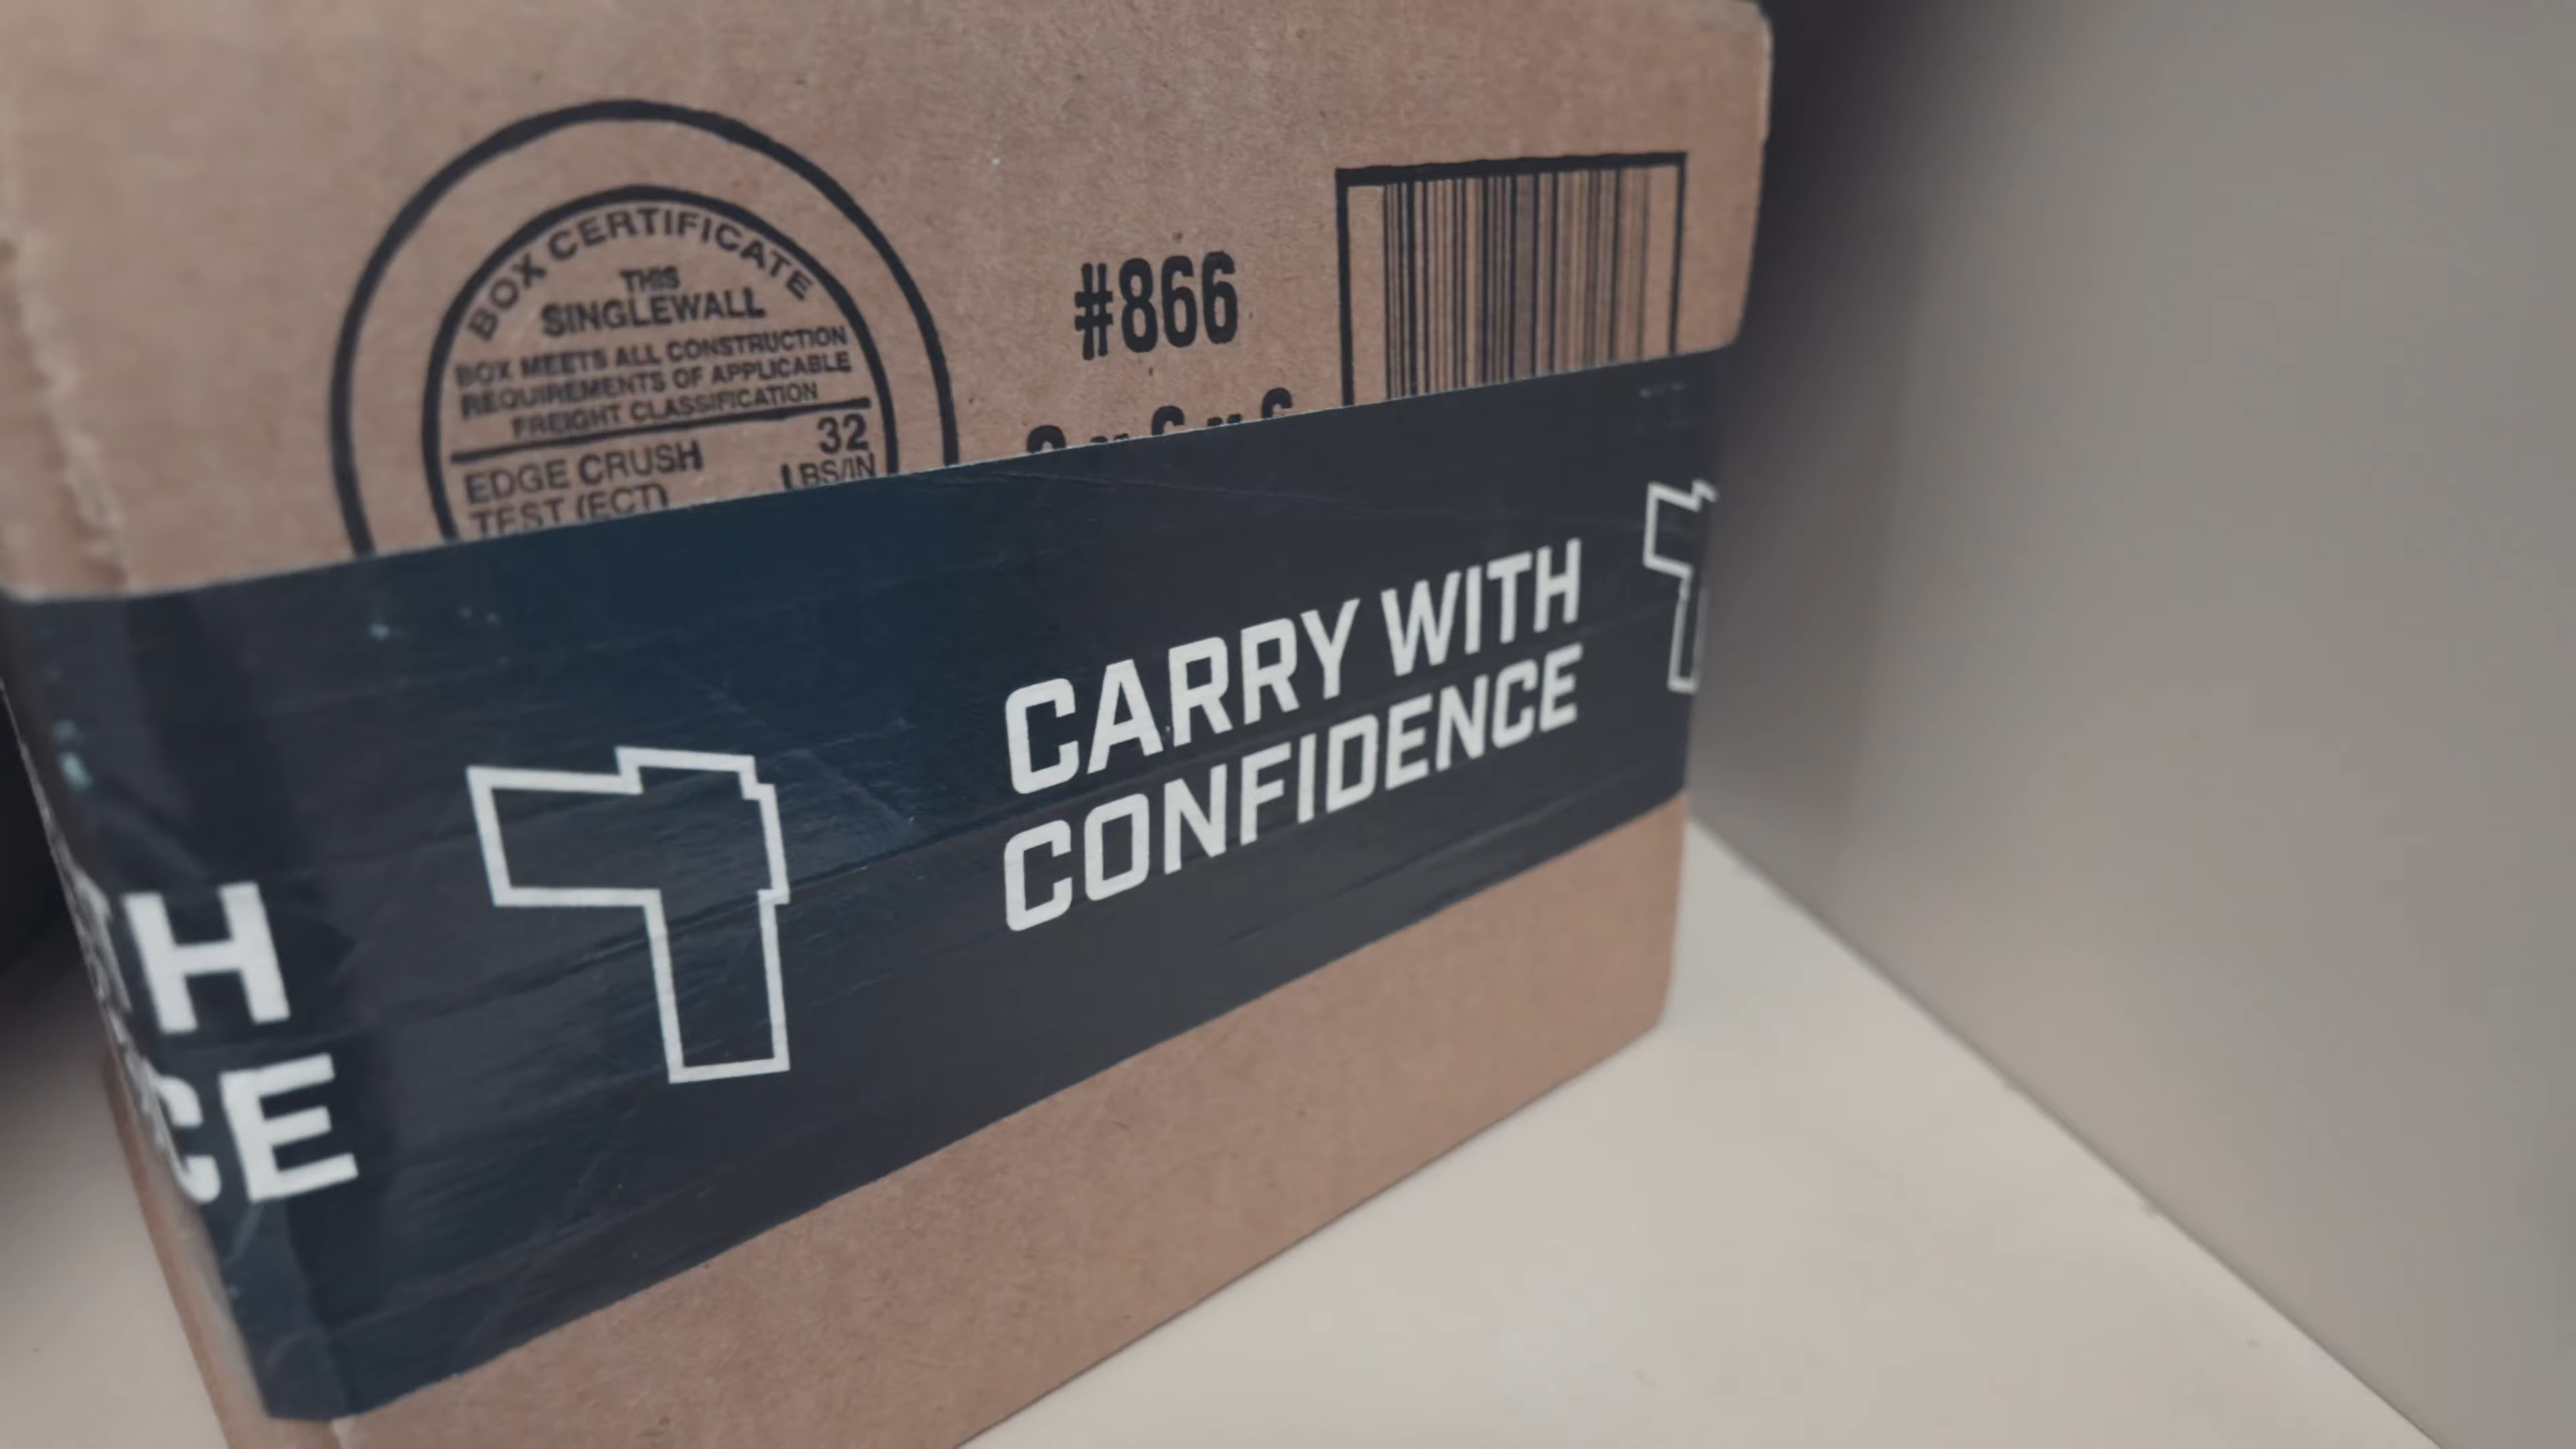 BOX CERTIFICATE
THIS
SINGLEWALL
BOX MEETS ALL CONSTRUCTION
REQUIREMENTS OF APPLICABLE
FREIGHT CLASSIFICATION
EDGE CRUSH
TEST (ECT)
32
LBS/IN
#866
CARRY WITH
CONFIDENCE
H
CE